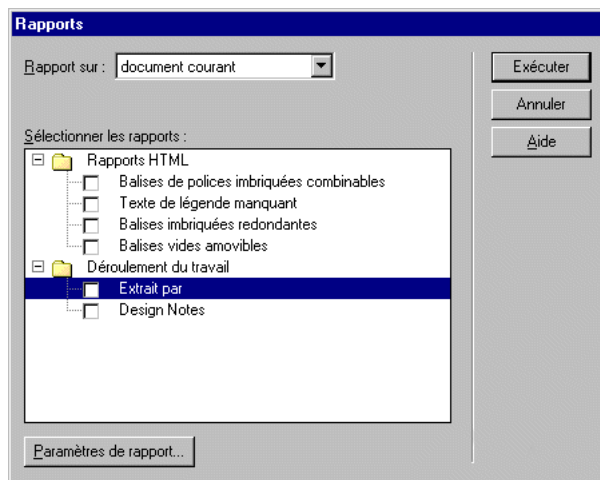 Rapports
Rapport sur : document courant
Exécuter
Annuler
Aide
Sélectionner les rapports :
Rapports HTML
Balises de polices imbriquées combinables
Texte de légende manquant
Balises imbriquées redondantes
Balises vides amovibles
Déroulement du travail
Extrait par
Design Notes
Paramètres de rapport...